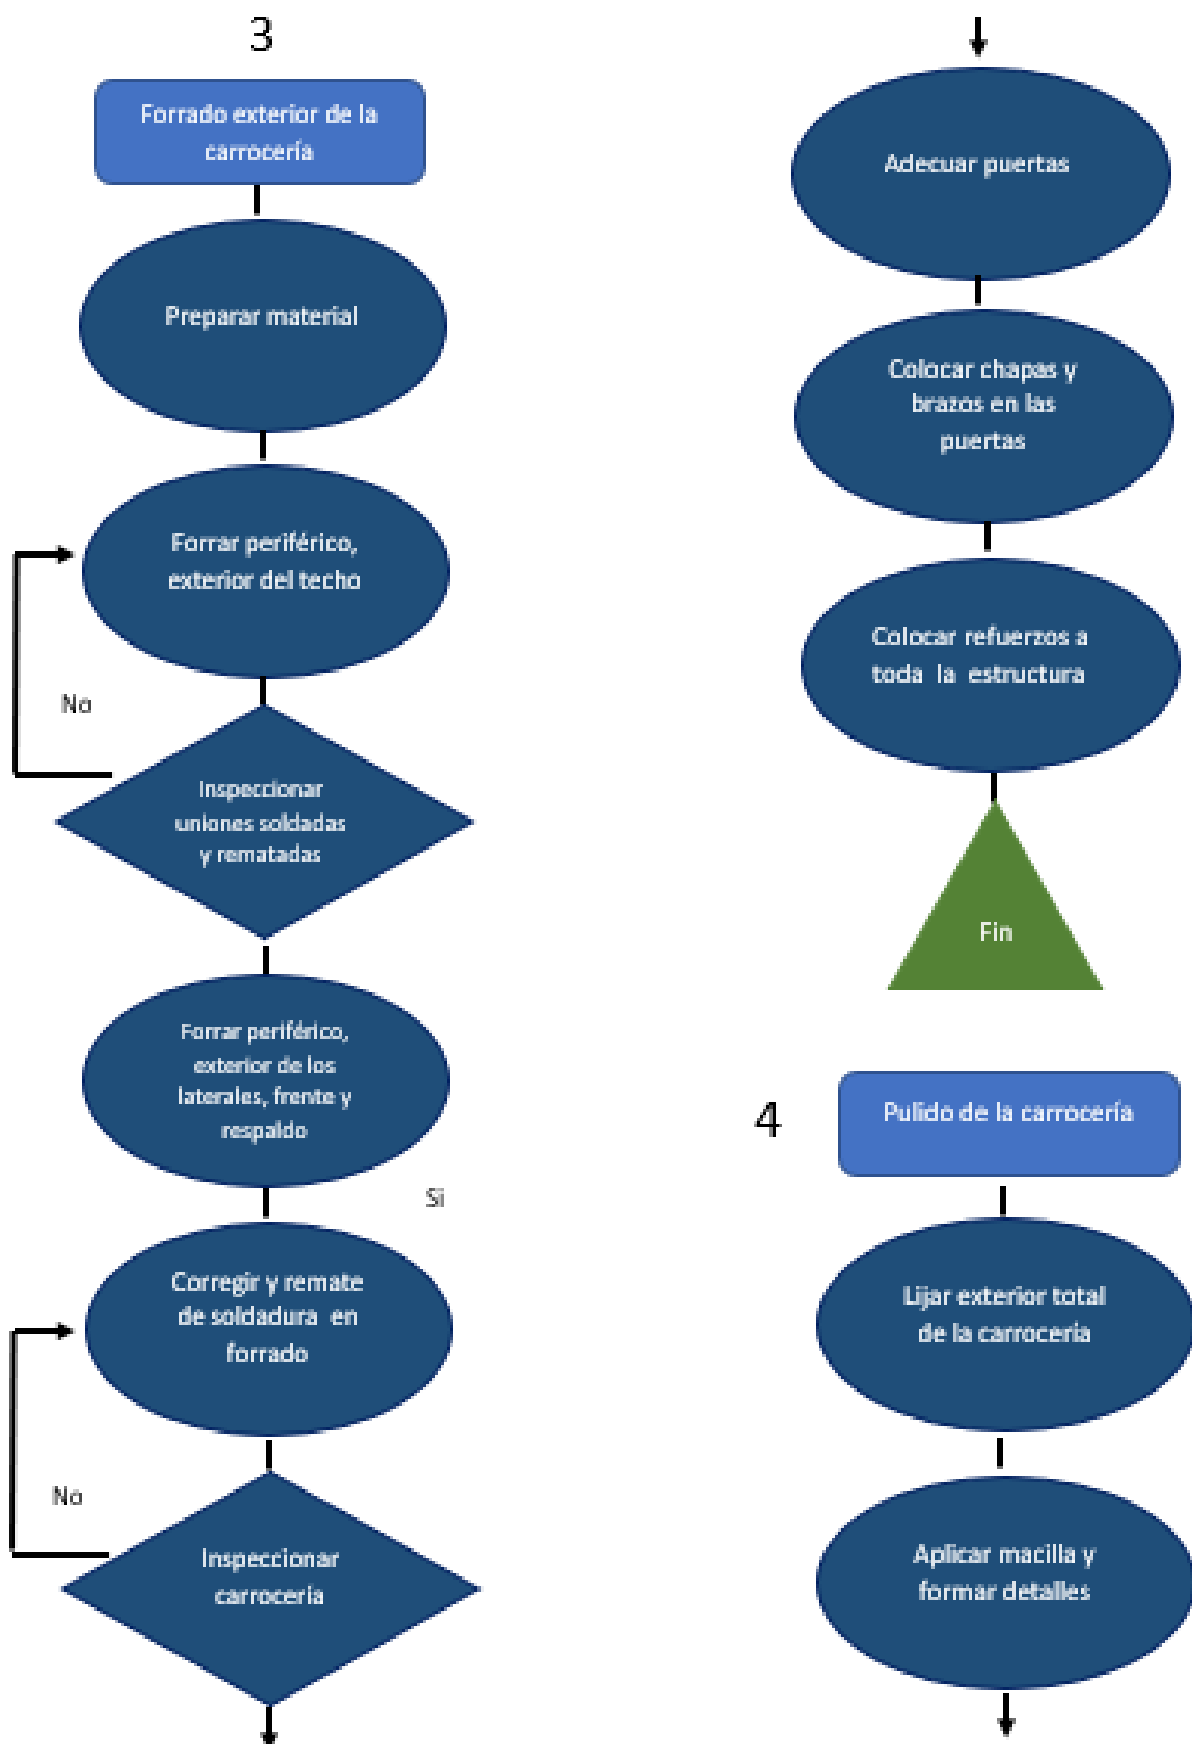 3
Forrado exterior de la
carrocería
Preparar material
Forrar periférico,
exterior del techo
No
Inspeccionar
uniones soldadas
y rematadas
Forrar periférico,
exterior de los
laterales, frente y
respaldo
Si
Corregir y remate
de soldadura en
forrado
No
Inspeccionar
carrocería
Adecuar puertas
Colocar chapas y
brazos en las
puertas
Colocar refuerzos a
toda la estructura
Fin
4
Pulido de la carrocería
Lijar exterior total
de la carrocería
Aplicar macilla y
formar detalles